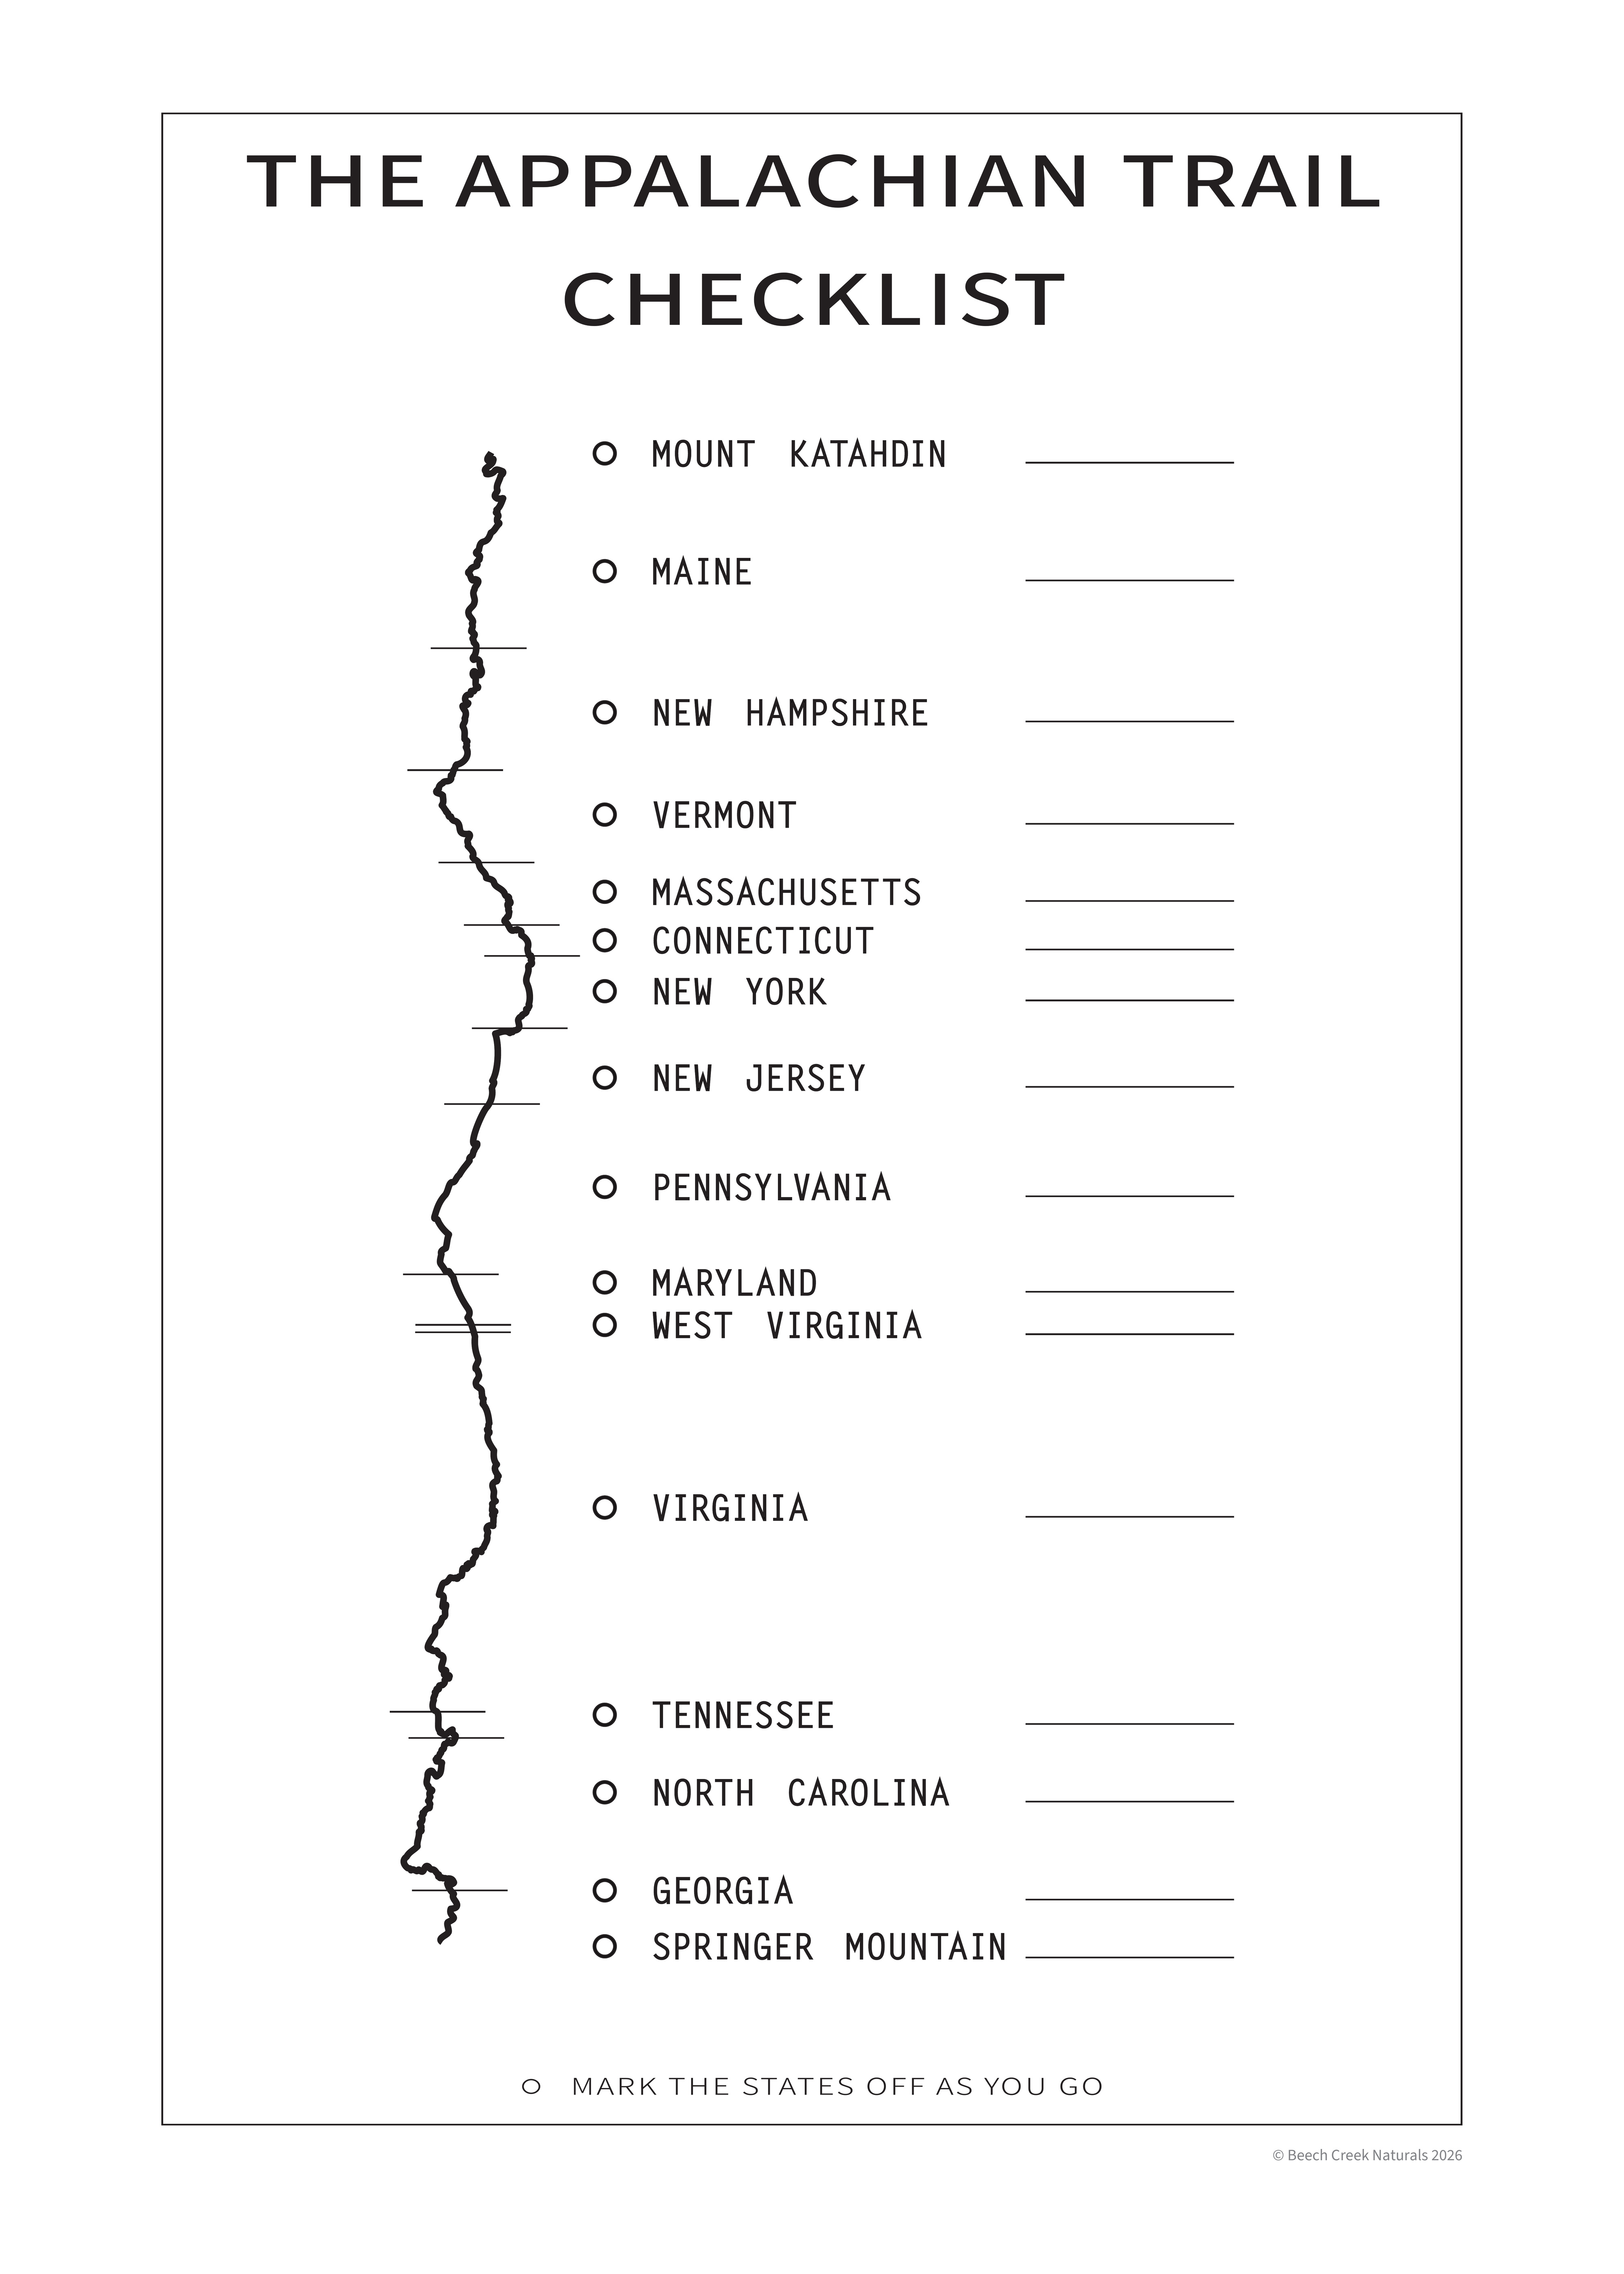 THE APPALACHIAN TRAIL
CHECKLIST
MOUNT KATAHDIN
MAINE
NEW HAMPSHIRE
VERMONT
MASSACHUSETTS
CONNECTICUT
NEW YORK
NEW JERSEY
PENNSYLVANIA
MARYLAND
WEST VIRGINIA
VIRGINIA
TENNESSEE
NORTH CAROLINA
GEORGIA
SPRINGER MOUNTAIN
MARK THE STATES OFF AS YOU GO
© Beech Creek Naturals 2026